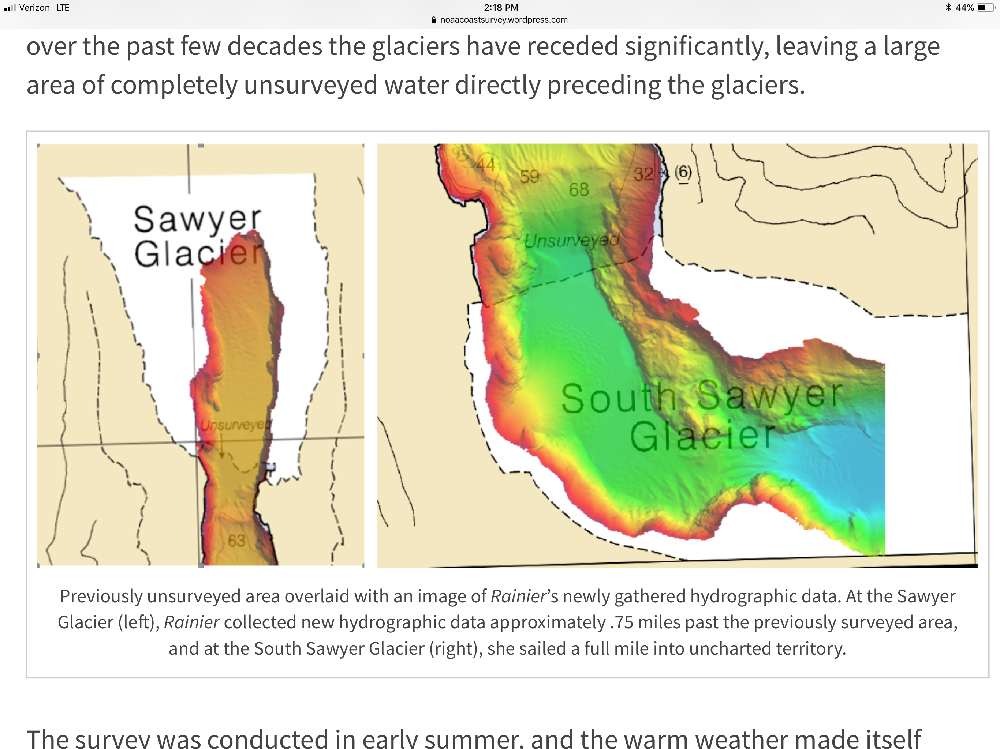 Verizon LTE
2:18 PM
44%
noaacoastsurvey.wordpress.com
over the past few decades the glaciers have receded significantly, leaving a large
area of completely unsurveyed water directly preceding the glaciers.
Sawyer
Glacier
Unsurveyed
63
30
44
59
68
32
(6)
Unsurveyed
South Sawyer
Glacier
Previously unsurveyed area overlaid with an image of Rainier’s newly gathered hydrographic data. At the Sawyer
Glacier (left), Rainier collected new hydrographic data approximately .75 miles past the previously surveyed area,
and at the South Sawyer Glacier (right), she sailed a full mile into uncharted territory.
The survey was conducted in early summer, and the warm weather made itself